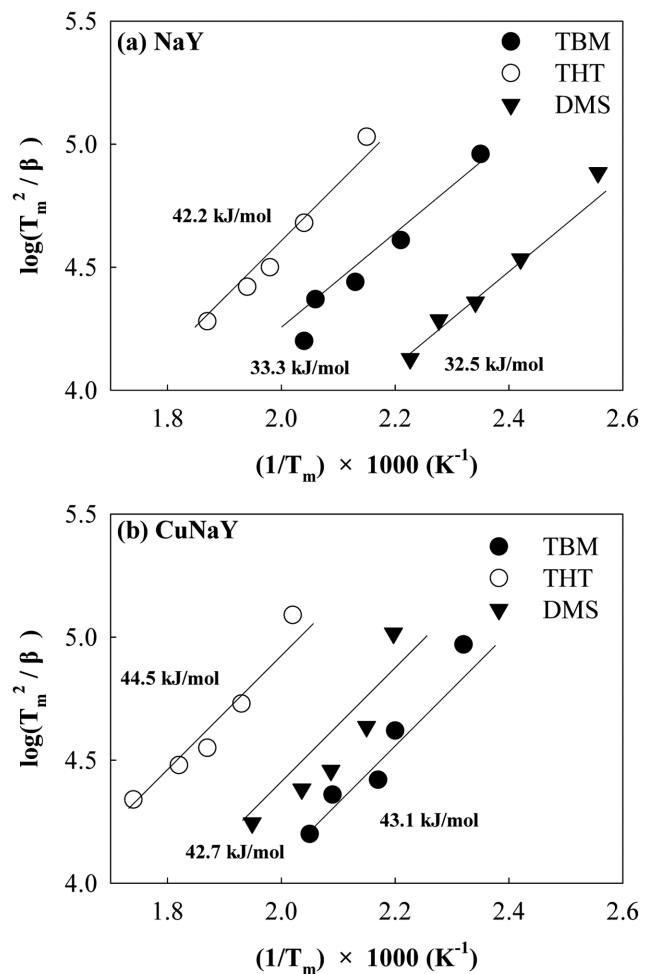 (a) NaY
TBM
THT
DMS
5.5
5.0
4.5
4.0
log(Tm² / β )
42.2 kJ/mol
33.3 kJ/mol
32.5 kJ/mol
1.8 2.0 2.2 2.4 2.6
(1/Tm) × 1000 (K⁻¹)
(b) CuNaY
TBM
THT
DMS
5.5
5.0
4.5
4.0
log(Tm² / β )
44.5 kJ/mol
42.7 kJ/mol
43.1 kJ/mol
1.8 2.0 2.2 2.4 2.6
(1/Tm) × 1000 (K⁻¹)